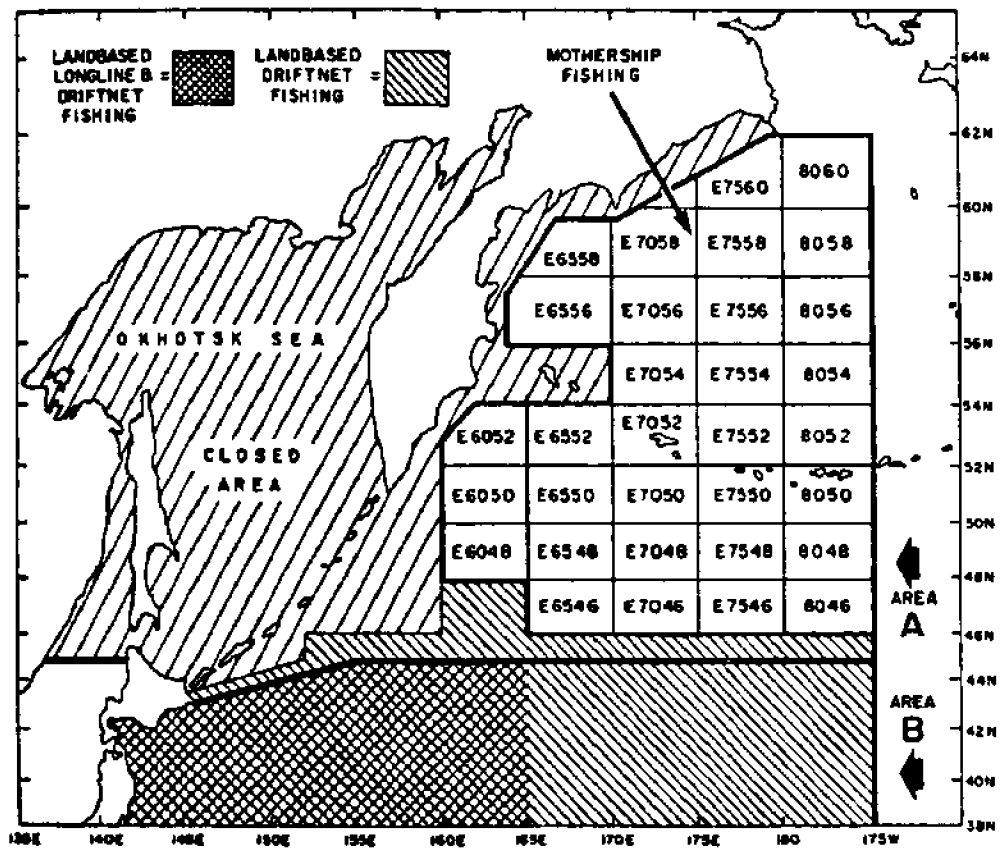 LANDBASED
LONGLINE &
DRIFTNET
FISHING
=
LANDBASED
DRIFTNET
FISHING
=
MOTHERSHIP
FISHING
64N
62N
60N
58N
56N
54N
52N
50N
48N
46N
44N
42N
40N
38N
E7560 8060
E6558 E7058 E7558 8058
E6556 E7056 E7556 8056
E7054 E7554 8054
E6052 E6552 E7052 E7552 8052
E6050 E6550 E7050 E7550 8050
E6048 E6548 E7048 E7548 8048
E6546 E7046 E7546 8046
OKHOTSK SEA
CLOSED
AREA
AREA
A
AREA
B
135E 140E 145E 150E 155E 160E 165E 170E 175E 180 175W